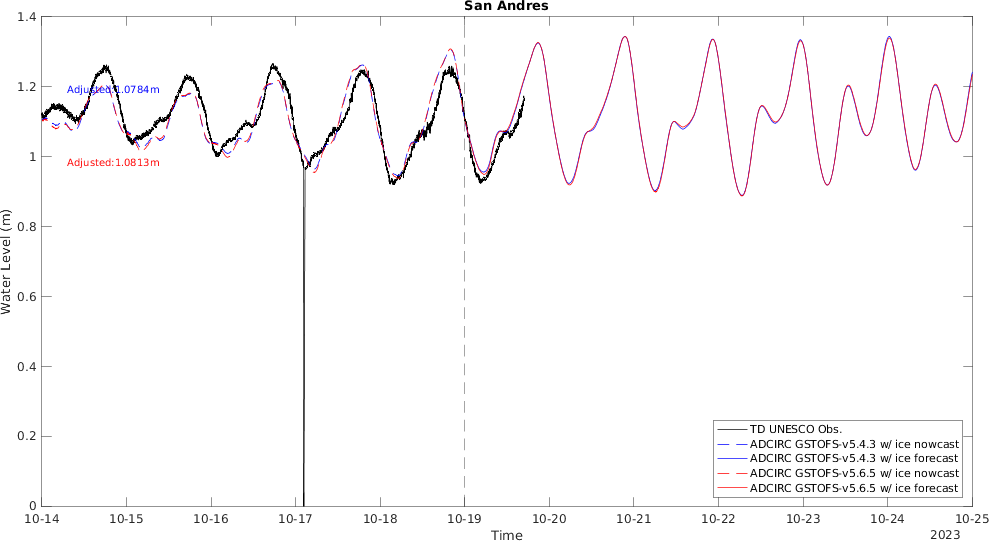 San Andres
1.4
1.2
1
0.8
0.6
0.4
0.2
0
Water Level (m)
Adjusted:1.0784m
Adjusted:1.0813m
TD UNESCO Obs.
ADCIRC GSTOFS-v5.4.3 w/ ice nowcast
ADCIRC GSTOFS-v5.4.3 w/ ice forecast
ADCIRC GSTOFS-v5.6.5 w/ ice nowcast
ADCIRC GSTOFS-v5.6.5 w/ ice forecast
10-14 10-15 10-16 10-17 10-18 10-19 10-20 10-21 10-22 10-23 10-24 10-25
Time
2023